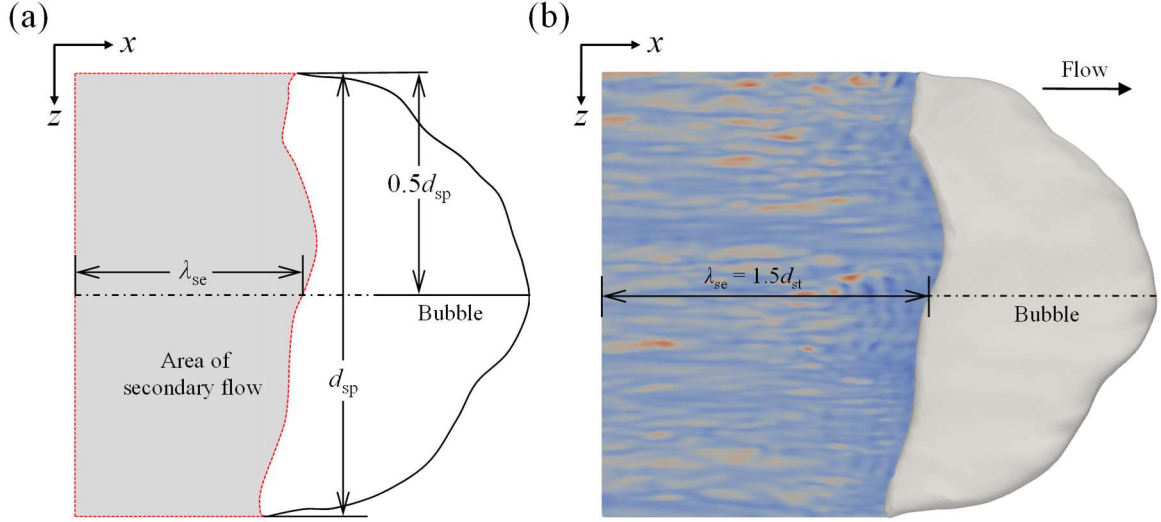 (a)
x
z
0.5d_sp
λ_se
Bubble
Area of
secondary flow
d_sp
(b)
x
z
Flow
λ_se = 1.5d_st
Bubble